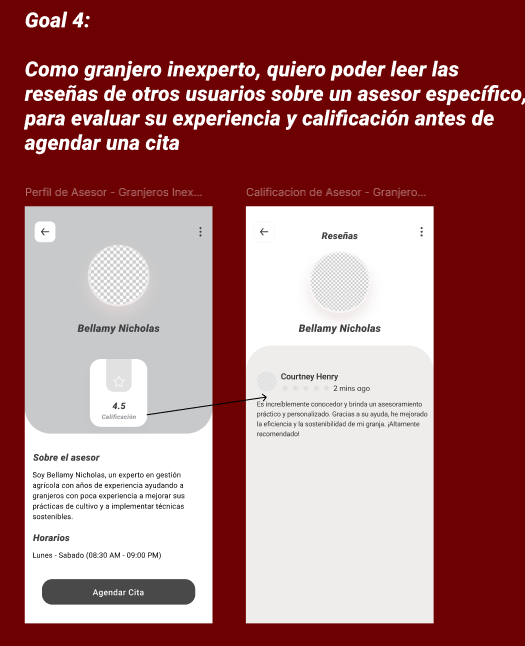 Goal 4:
Como granjero inexperto, quiero poder leer las
reseñas de otros usuarios sobre un asesor específico,
para evaluar su experiencia y calificación antes de
agendar una cita
Perfil de Asesor - Granjeros Inex...
Bellamy Nicholas
4.5
Calificación
Sobre el asesor
Soy Bellamy Nicholas, un experto en gestión
agrícola con años de experiencia ayudando a
granjeros con poca experiencia a mejorar sus
prácticas de cultivo y a implementar técnicas
sostenibles.
Horarios
Lunes - Sabado (08:30 AM - 09:00 PM)
Agendar Cita
Calificacion de Asesor - Granjero...
Reseñas
Bellamy Nicholas
Courtney Henry
2 mins ago
Es increíblemente conocedor y brinda un asesoramiento
práctico y personalizado. Gracias a su ayuda, he mejorado
la eficiencia y la sostenibilidad de mi granja. ¡Altamente
recomendado!